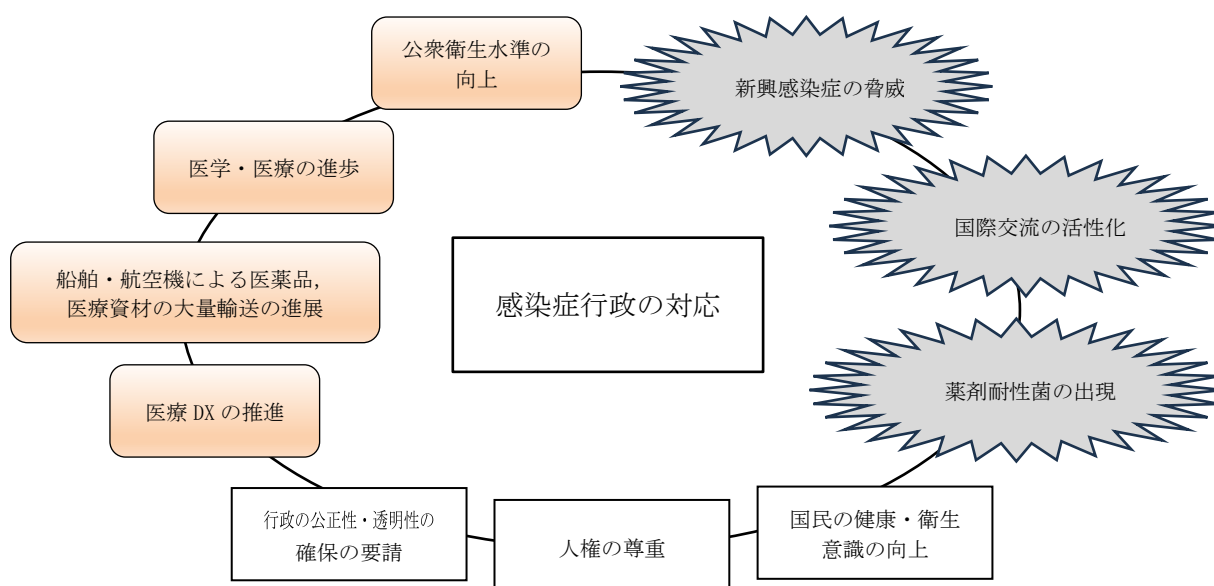 公衆衛生水準の
向上
新興感染症の脅威
医学・医療の進歩
国際交流の活性化
船舶・航空機による医薬品,
医療資材の大量輸送の進展
感染症行政の対応
薬剤耐性菌の出現
医療 DX の推進
行政の公正性・透明性の
確保の要請
人権の尊重
国民の健康・衛生
意識の向上